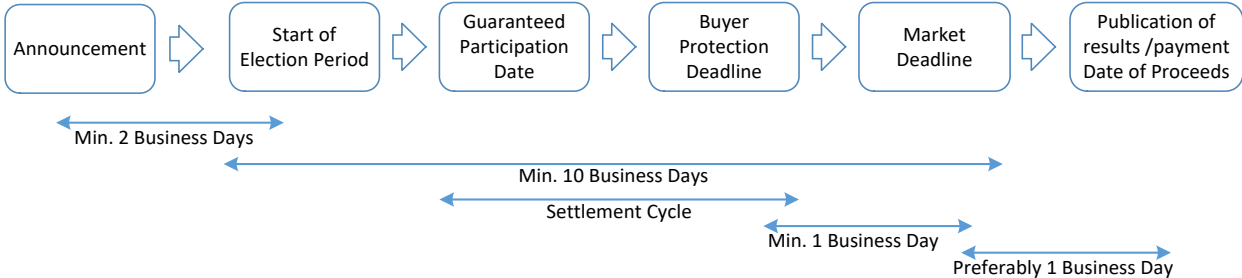 Announcement
Start of
Election Period
Guaranteed
Participation
Date
Buyer
Protection
Deadline
Market
Deadline
Publication of
results /payment
Date of Proceeds
Min. 2 Business Days
Min. 10 Business Days
Settlement Cycle
Min. 1 Business Day
Preferably 1 Business Day